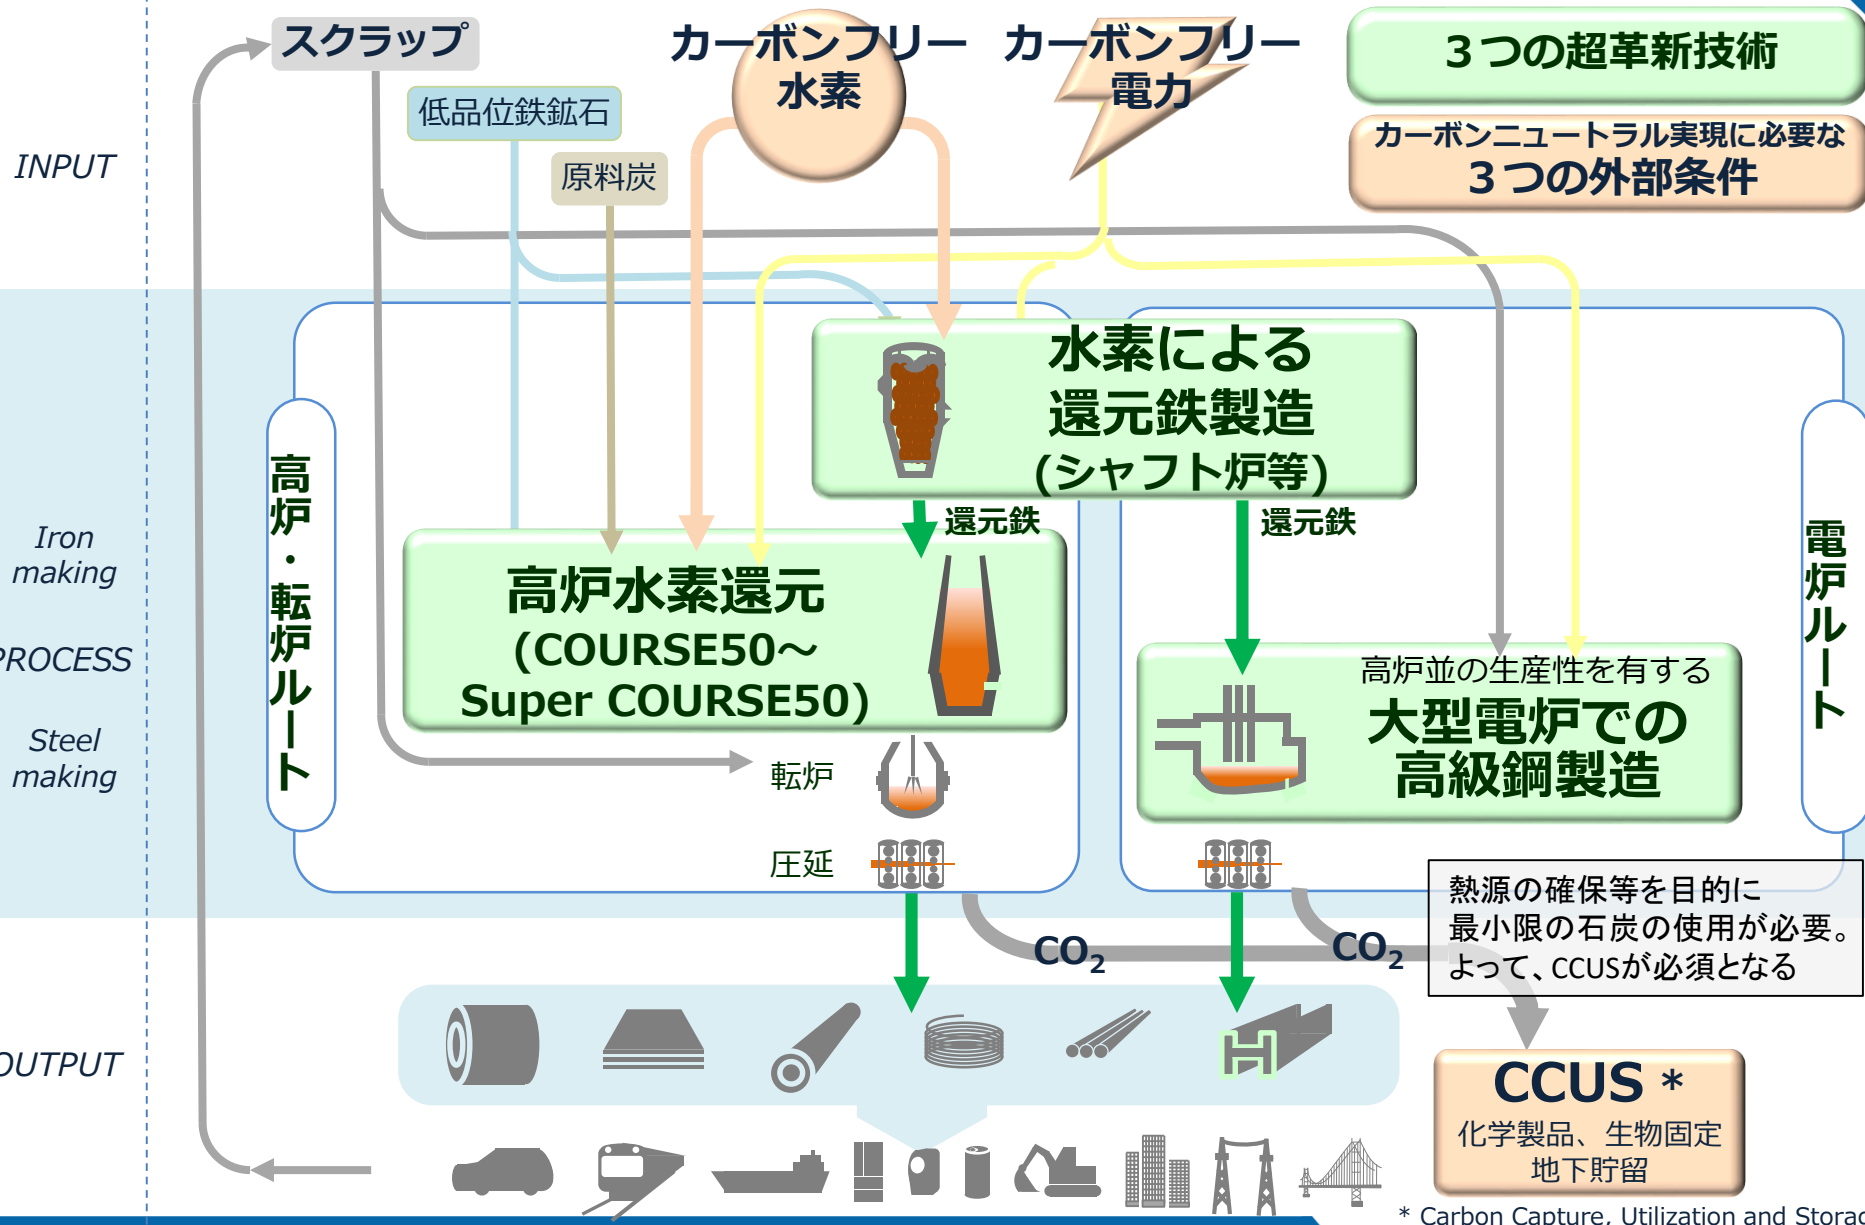 スクラップ
カーボンフリー
水素
カーボンフリー
電力
3つの超革新技術
カーボンニュートラル実現に必要な
3つの外部条件
低品位鉄鉱石
原料炭
INPUT
水素による
還元鉄製造
(シャフト炉等)
還元鉄
還元鉄
高炉・転炉ルート
電炉ルート
Iron
making
PROCESS
Steel
making
高炉水素還元
(COURSE50～
Super COURSE50)
高炉並の生産性を有する
大型電炉での
高級鋼製造
転炉
圧延
熱源の確保等を目的に
最小限の石炭の使用が必要。
よって、CCUSが必須となる
CO2
CO2
OUTPUT
CCUS *
化学製品、生物固定
地下貯留
* Carbon Capture, Utilization and Storag